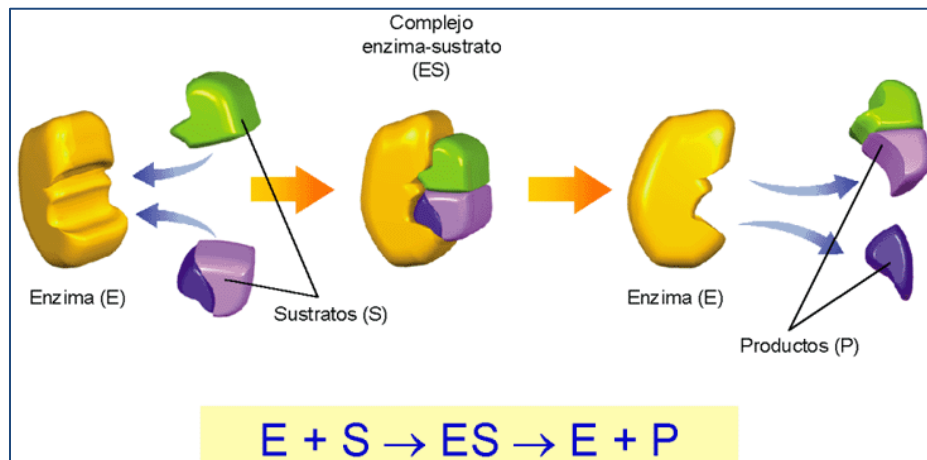 Complejo
enzima-sustrato
(ES)
Enzima (E)
Sustratos (S)
Enzima (E)
Productos (P)
E + S → ES → E + P